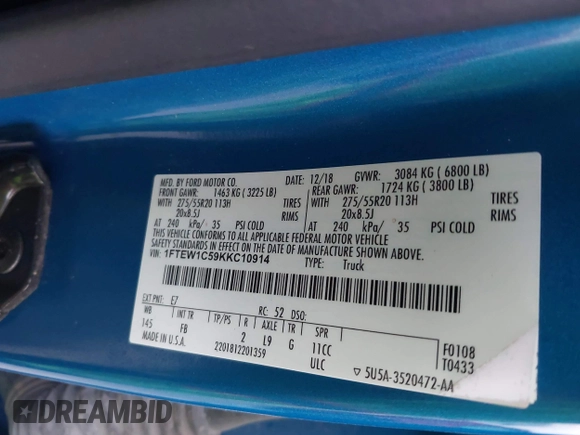 MFD. BY FORD MOTOR CO. 12/18 GVWR: 3084 KG ( 6800 LB)
FRONT GAWR: 1463 KG ( 3225 LB) REAR GAWR: 1724 KG ( 3800 LB)
WITH 275/55R20 113H TIRES WITH 275/55R20 113H TIRES
20x8.5J RIMS 20x8.5J RIMS
AT 240 kPa/ 35 PSI COLD AT 240 kPa/ 35 PSI COLD
THIS VEHICLE CONFORMS TO ALL APPLICABLE FEDERAL MOTOR VEHICLE
SAFETY STANDARDS IN EFFECT ON THE DATE OF MANUFACTURE SHOWN ABOVE.
VIN: 1FTEW1C59KKC10914
TYPE: Truck
EXT PNT: E7 RC: 52 DSO:
WB TP/PS R AXLE TR SPR
145 FB 2 L9 G 11CC F0108
MADE IN U.S.A. 2201812201359 ULC T0433
▽ 5U5A-3520472-AA
DREAMBID